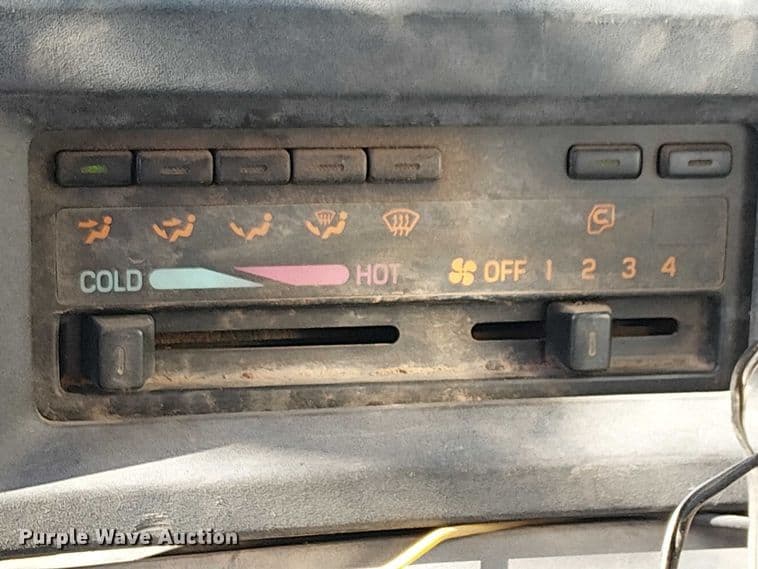 COLD HOT OFF 1 2 3 4
Purple Wave Auction